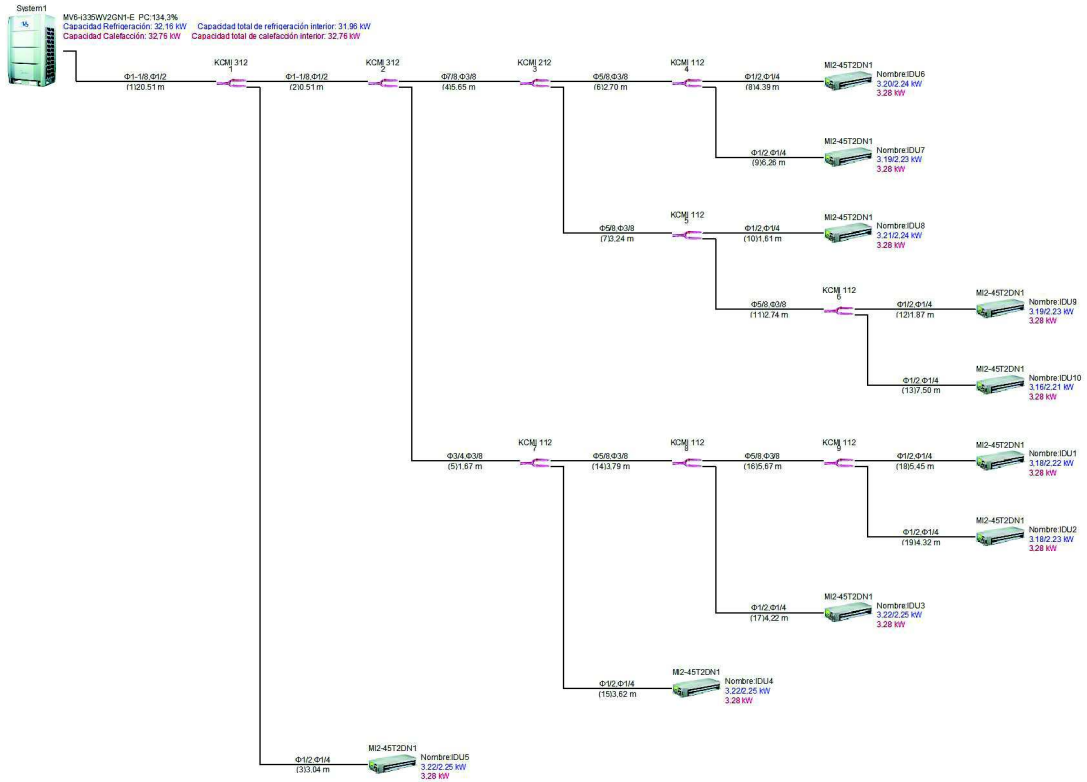 System1
MV6-i335WV2GN1-E PC:134,3%
Capacidad Refrigeración: 32,16 kW Capacidad total de refrigeración interior: 31,96 kW
Capacidad Calefacción: 32,76 kW Capacidad total de calefacción interior: 32,76 kW
Φ1-1/8,Φ1/2
(1)20.51 m
KCMI 312
1
Φ1-1/8,Φ1/2
(2)0.51 m
KCMI 312
2
Φ7/8,Φ3/8
(4)5.65 m
KCMI 212
3
Φ5/8,Φ3/8
(6)2.70 m
KCMI 112
4
Φ1/2,Φ1/4
(8)4.39 m
MI2-45T2DN1
Nombre:IDU6
3.20/2.24 kW
3.28 kW
Φ1/2,Φ1/4
(9)6.26 m
MI2-45T2DN1
Nombre:IDU7
3.19/2.23 kW
3.28 kW
Φ5/8,Φ3/8
(7)3.24 m
KCMI 112
5
Φ1/2,Φ1/4
(10)1.61 m
MI2-45T2DN1
Nombre:IDU8
3.21/2.24 kW
3.28 kW
Φ5/8,Φ3/8
(11)2.74 m
KCMI 112
6
Φ1/2,Φ1/4
(12)1.87 m
MI2-45T2DN1
Nombre:IDU9
3.19/2.23 kW
3.28 kW
Φ1/2,Φ1/4
(13)7.50 m
MI2-45T2DN1
Nombre:IDU10
3.16/2.21 kW
3.28 kW
Φ3/4,Φ3/8
(5)1.67 m
KCMI 112
7
Φ5/8,Φ3/8
(14)3.79 m
KCMI 112
8
Φ5/8,Φ3/8
(16)5.67 m
KCMI 112
9
Φ1/2,Φ1/4
(18)5.45 m
MI2-45T2DN1
Nombre:IDU1
3.18/2.22 kW
3.28 kW
Φ1/2,Φ1/4
(19)4.32 m
MI2-45T2DN1
Nombre:IDU2
3.18/2.23 kW
3.28 kW
Φ1/2,Φ1/4
(17)4.22 m
MI2-45T2DN1
Nombre:IDU3
3.22/2.25 kW
3.28 kW
Φ1/2,Φ1/4
(15)3.62 m
MI2-45T2DN1
Nombre:IDU4
3.22/2.25 kW
3.28 kW
Φ1/2,Φ1/4
(3)3.04 m
MI2-45T2DN1
Nombre:IDU5
3.22/2.25 kW
3.28 kW